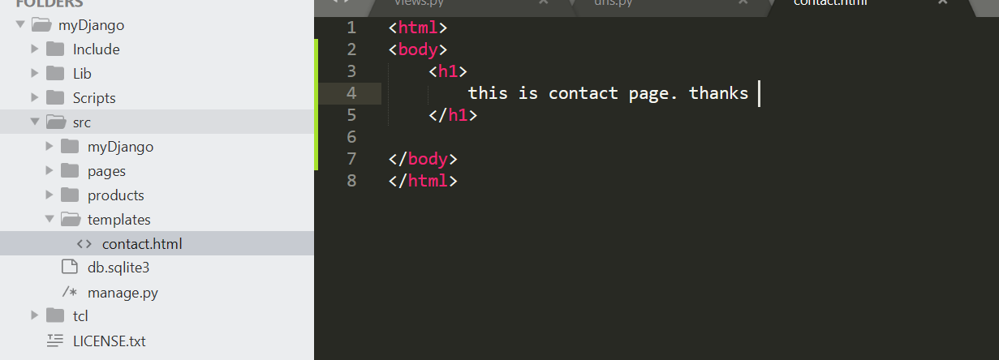 FOLDERS
myDjango
Include
Lib
Scripts
src
myDjango
pages
products
templates
<> contact.html
db.sqlite3
/* manage.py
tcl
LICENSE.txt
views.py urls.py contact.html
1 <html>
2 <body>
3 <h1>
4 this is contact page. thanks
5 </h1>
6
7 </body>
8 </html>